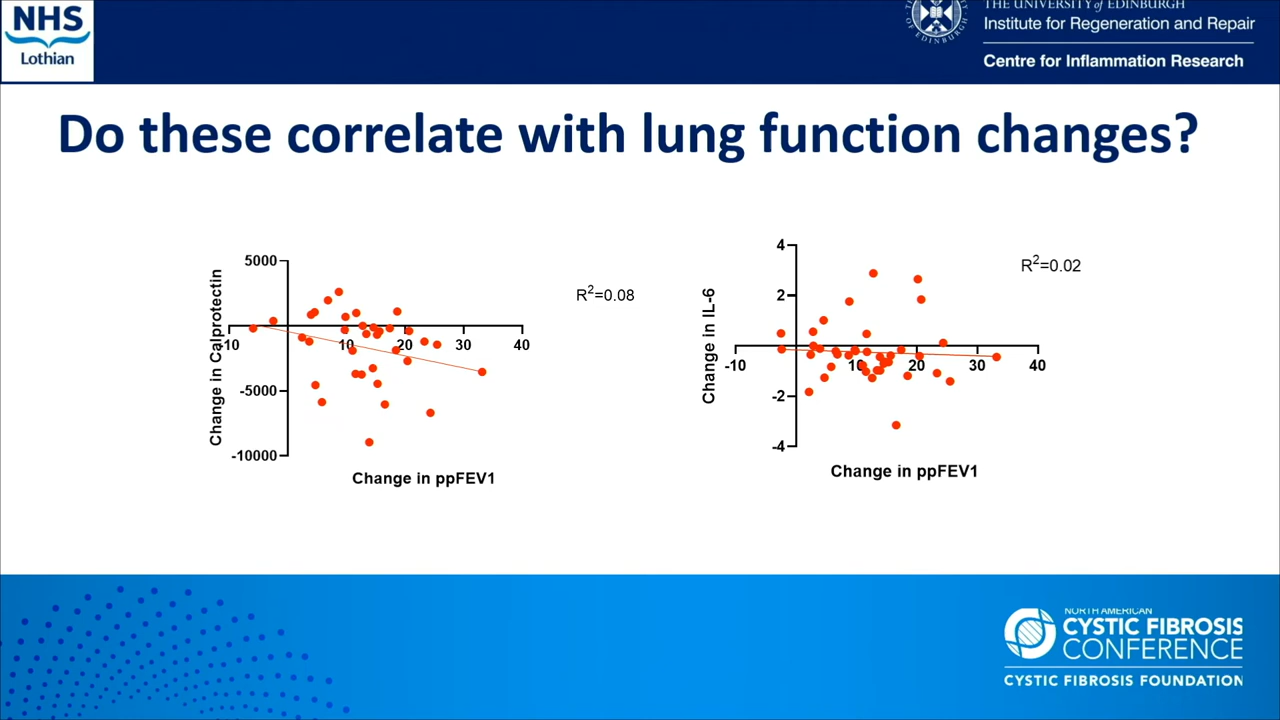 NHS
Lothian
THE UNIVERSITY of EDINBURGH
Institute for Regeneration and Repair
Centre for Inflammation Research
Do these correlate with lung function changes?
5000
-5000
-10000
10
10
20
30
40
Change in Calprotectin
Change in ppFEV1
R²=0.08
4
2
-2
-4
-10
10
20
30
40
Change in IL-6
Change in ppFEV1
R²=0.02
NORTH AMERICAN
CYSTIC FIBROSIS
CONFERENCE
CYSTIC FIBROSIS FOUNDATION